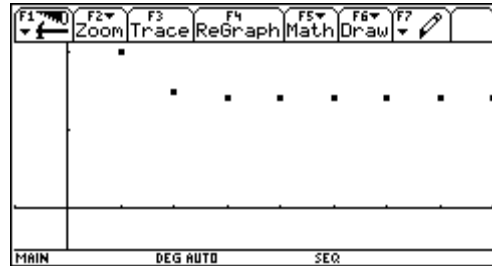 F1 F2 Zoom F3 Trace F4 ReGraph F5 Math F6 Draw F7
MAIN DEG AUTO SEQ